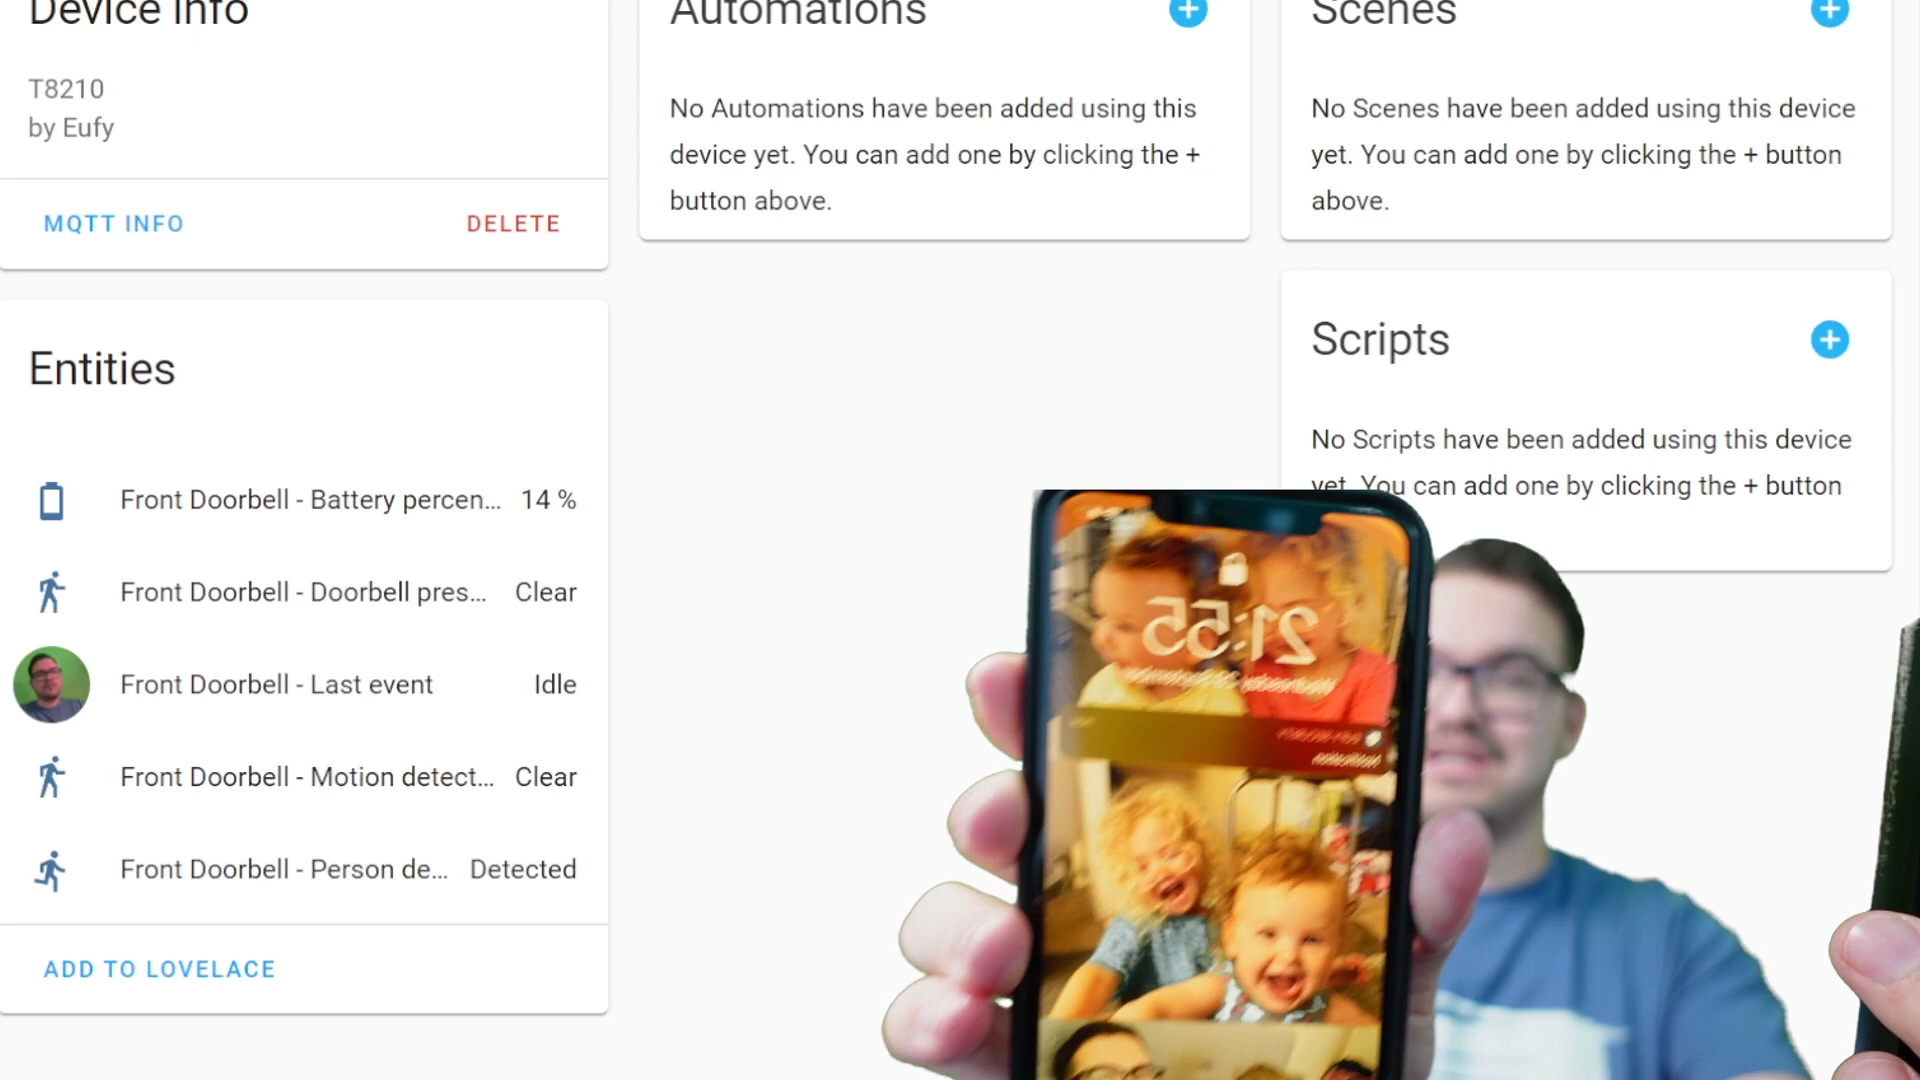 Device info
T8210
by Eufy
MQTT INFO
DELETE
Entities
Front Doorbell - Battery percen... 14 %
Front Doorbell - Doorbell pres... Clear
Front Doorbell - Last event Idle
Front Doorbell - Motion detect... Clear
Front Doorbell - Person de... Detected
ADD TO LOVELACE
Automations
No Automations have been added using this
device yet. You can add one by clicking the +
button above.
Scenes
No Scenes have been added using this device
yet. You can add one by clicking the + button
above.
Scripts
No Scripts have been added using this device
yet. You can add one by clicking the + button
21:55